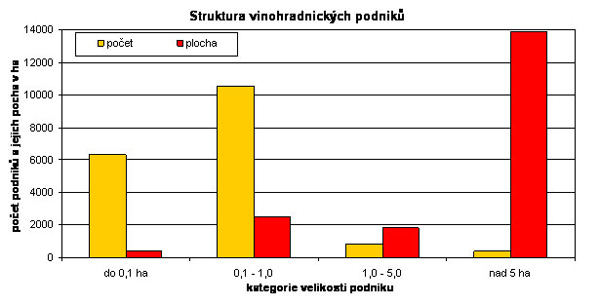 Struktura vinohradnických podniků
počet
plocha
14000
12000
10000
8000
6000
4000
2000
0
počet podniků a jejich pocha v ha
do 0,1 ha
0,1 - 1,0
1,0 - 5,0
nad 5 ha
kategorie velikosti podniku